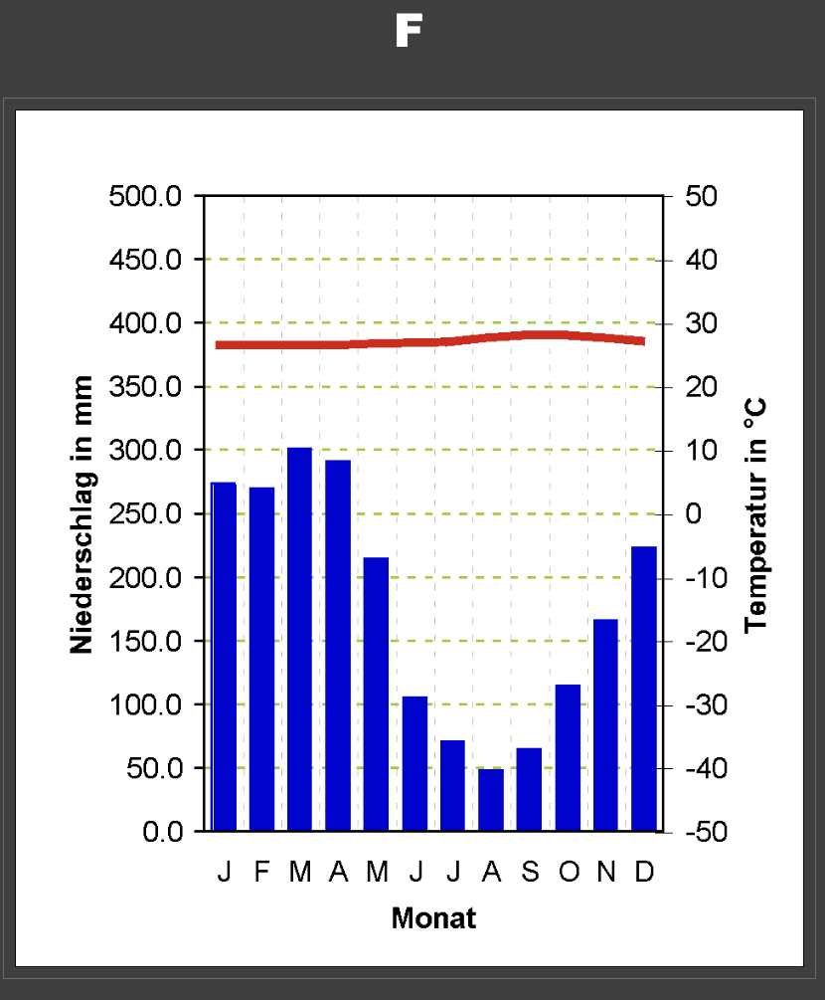 F
500.0 50
450.0 40
400.0 30
350.0 20
300.0 10
250.0 0
200.0 -10
150.0 -20
100.0 -30
50.0 -40
0.0 -50
Niederschlag in mm
Temperatur in °C
J F M A M J J A S O N D
Monat